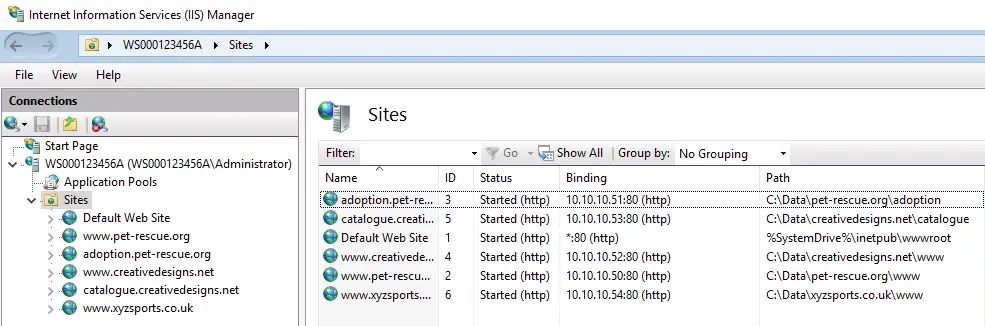 Internet Information Services (IIS) Manager
WS000123456A Sites
File View Help
Connections
Start Page
WS000123456A (WS000123456A\Administrator)
Application Pools
Sites
Default Web Site
www.pet-rescue.org
adoption.pet-rescue.org
www.creativedesigns.net
catalogue.creativedesigns.net
www.xyzsports.co.uk
Sites
Filter: Go Show All Group by: No Grouping
Name ID Status Binding Path
adoption.pet-re... 3 Started (http) 10.10.10.51:80 (http) C:\Data\pet-rescue.org\adoption
catalogue.creati... 5 Started (http) 10.10.10.53:80 (http) C:\Data\creativedesigns.net\catalogue
Default Web Site 1 Started (http) *:80 (http) %SystemDrive%\inetpub\wwwroot
www.creativede... 4 Started (http) 10.10.10.52:80 (http) C:\Data\creativedesigns.net\www
www.pet-rescu... 2 Started (http) 10.10.10.50:80 (http) C:\Data\pet-rescue.org\www
www.xyzsports.... 6 Started (http) 10.10.10.54:80 (http) C:\Data\xyzsports.co.uk\www